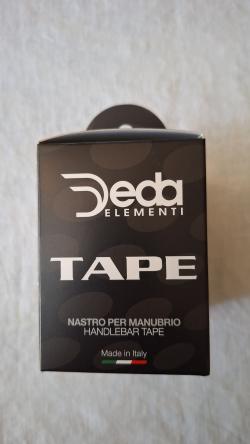 Deda
ELEMENTI
TAPE
NASTRO PER MANUBRIO
HANDLEBAR TAPE
Made in Italy